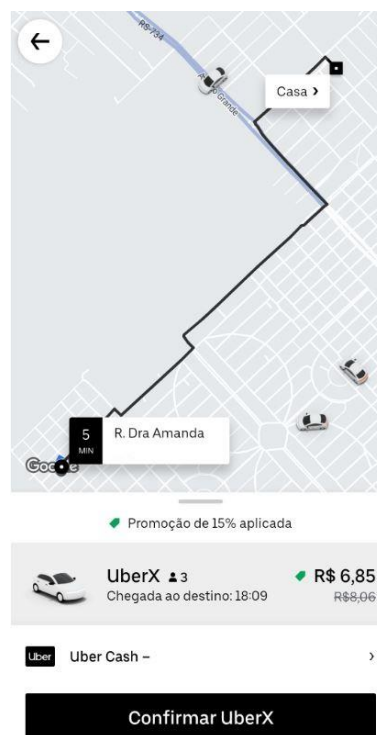 RS-734
Casa ›
Grande
5
MIN
R. Dra Amanda
Google
Promoção de 15% aplicada
UberX 3
R$ 6,85
Chegada ao destino: 18:09
R$8,06
Uber
Uber Cash –
Confirmar UberX